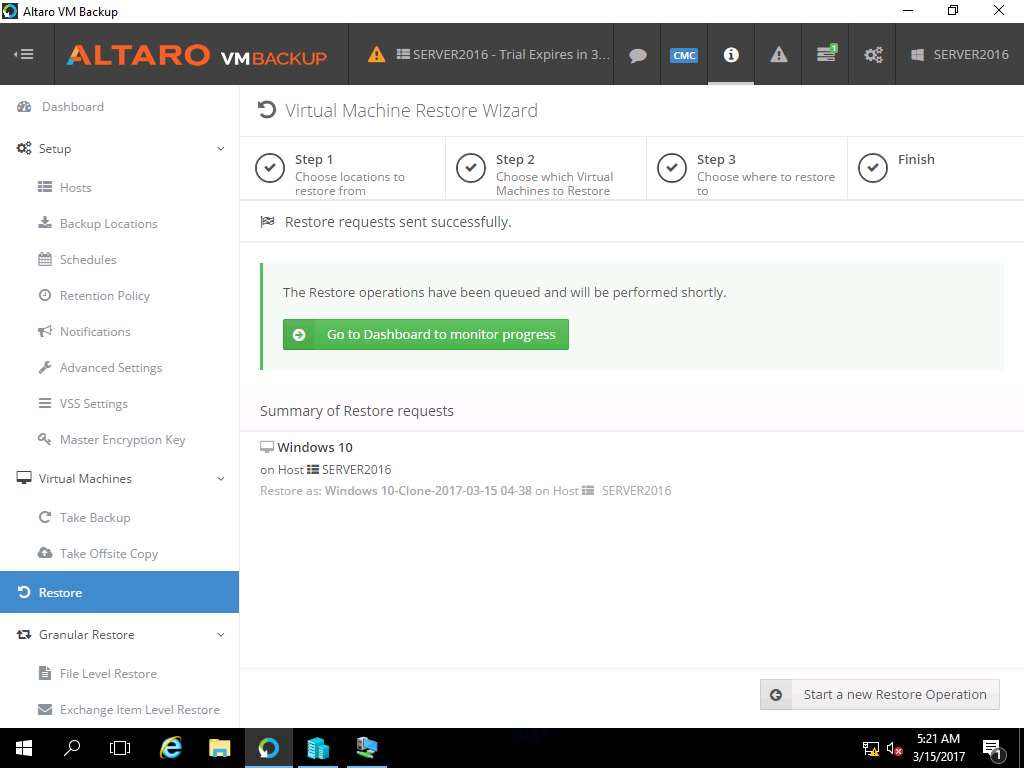 Altaro VM Backup
ALTARO VMBACKUP
SERVER2016 - Trial Expires in 3...
CMC
1
SERVER2016
Dashboard
Setup
Hosts
Backup Locations
Schedules
Retention Policy
Notifications
Advanced Settings
VSS Settings
Master Encryption Key
Virtual Machines
Take Backup
Take Offsite Copy
Restore
Granular Restore
File Level Restore
Exchange Item Level Restore
Virtual Machine Restore Wizard
Step 1
Choose locations to
restore from
Step 2
Choose which Virtual
Machines to Restore
Step 3
Choose where to restore
to
Finish
Restore requests sent successfully.
The Restore operations have been queued and will be performed shortly.
Go to Dashboard to monitor progress
Summary of Restore requests
Windows 10
on Host SERVER2016
Restore as: Windows 10-Clone-2017-03-15 04-38 on Host SERVER2016
Start a new Restore Operation
5:21 AM
3/15/2017
1